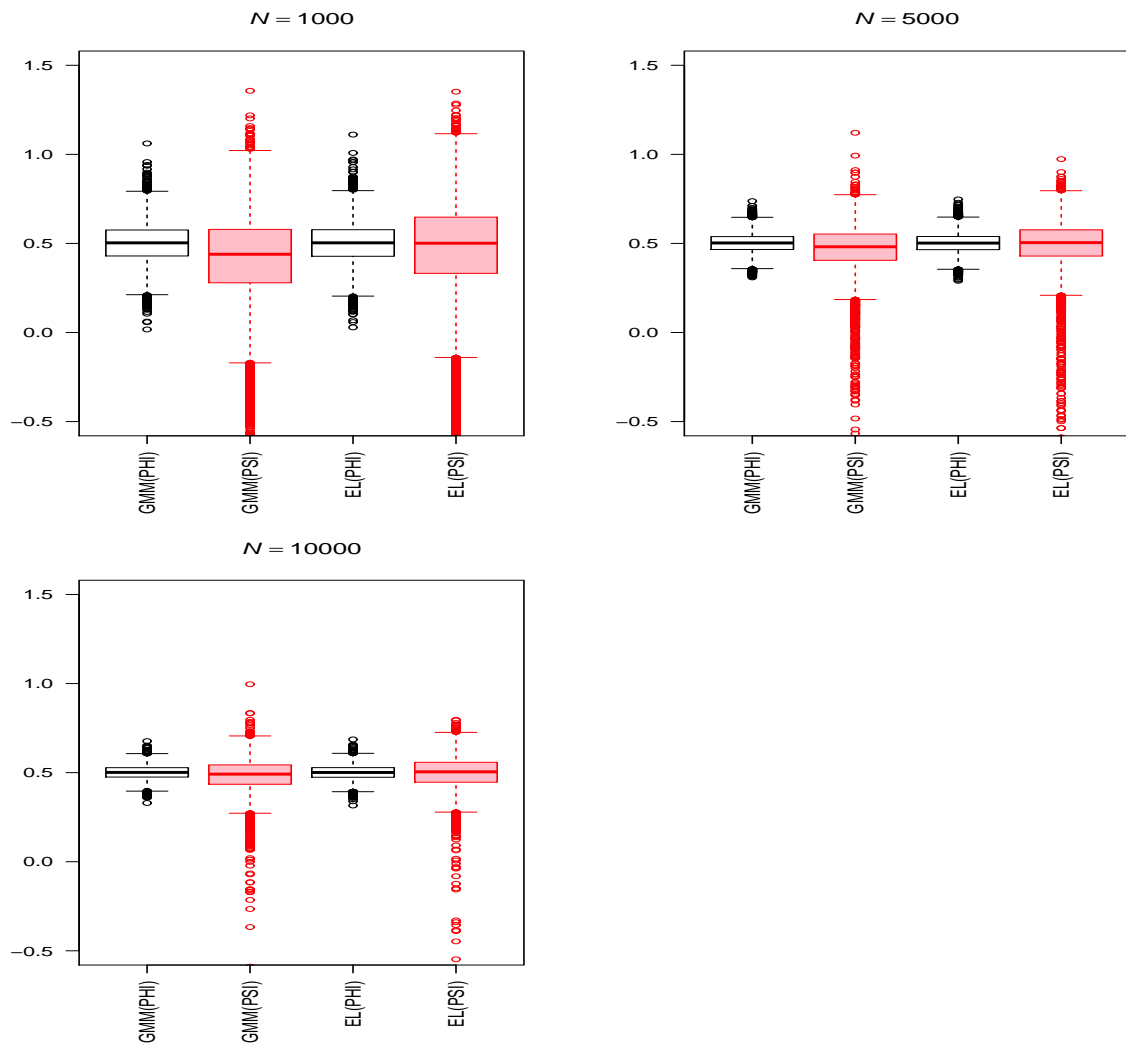 N = 1000
1.5
1.0
0.5
0.0
−0.5
GMM(PHI)
GMM(PSI)
EL(PHI)
EL(PSI)
N = 5000
1.5
1.0
0.5
0.0
−0.5
GMM(PHI)
GMM(PSI)
EL(PHI)
EL(PSI)
N = 10000
1.5
1.0
0.5
0.0
−0.5
GMM(PHI)
GMM(PSI)
EL(PHI)
EL(PSI)